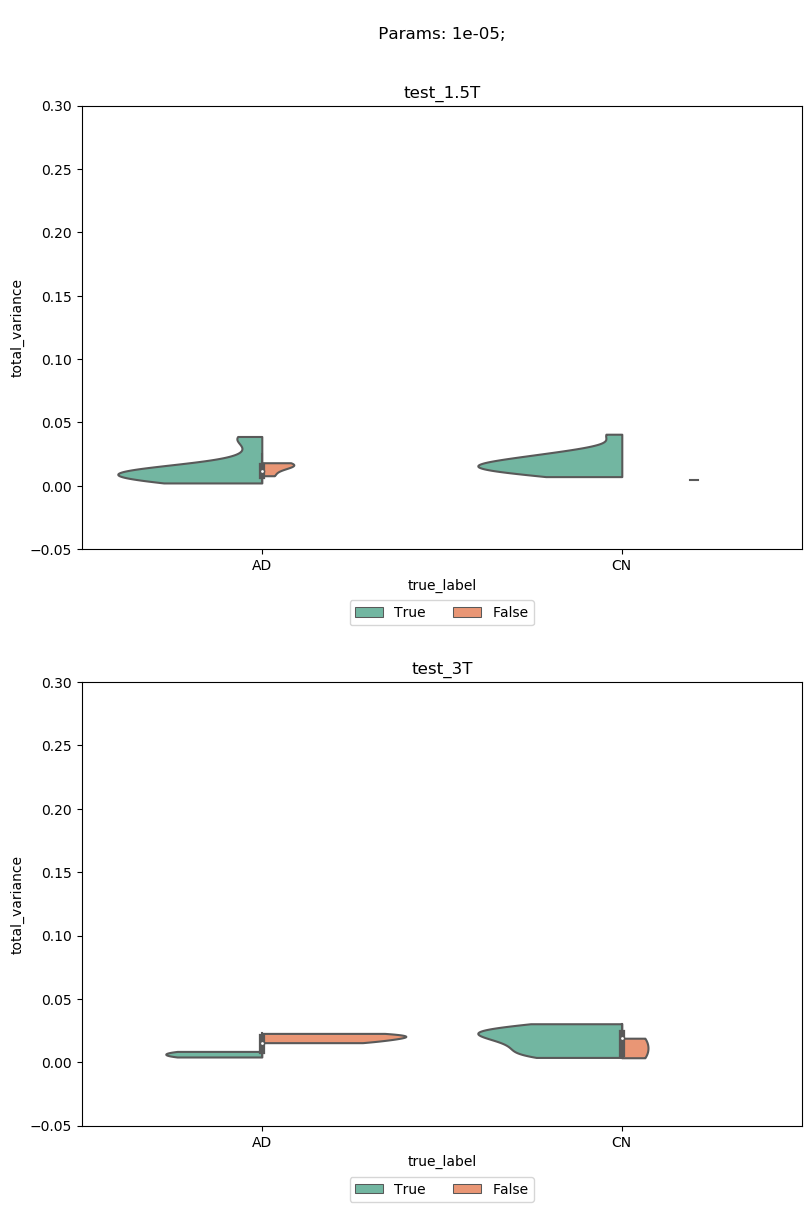 Params: 1e-05;
test_1.5T
0.30
0.25
0.20
0.15
0.10
0.05
0.00
−0.05
total_variance
AD
CN
true_label
True
False
test_3T
0.30
0.25
0.20
0.15
0.10
0.05
0.00
−0.05
total_variance
AD
CN
true_label
True
False